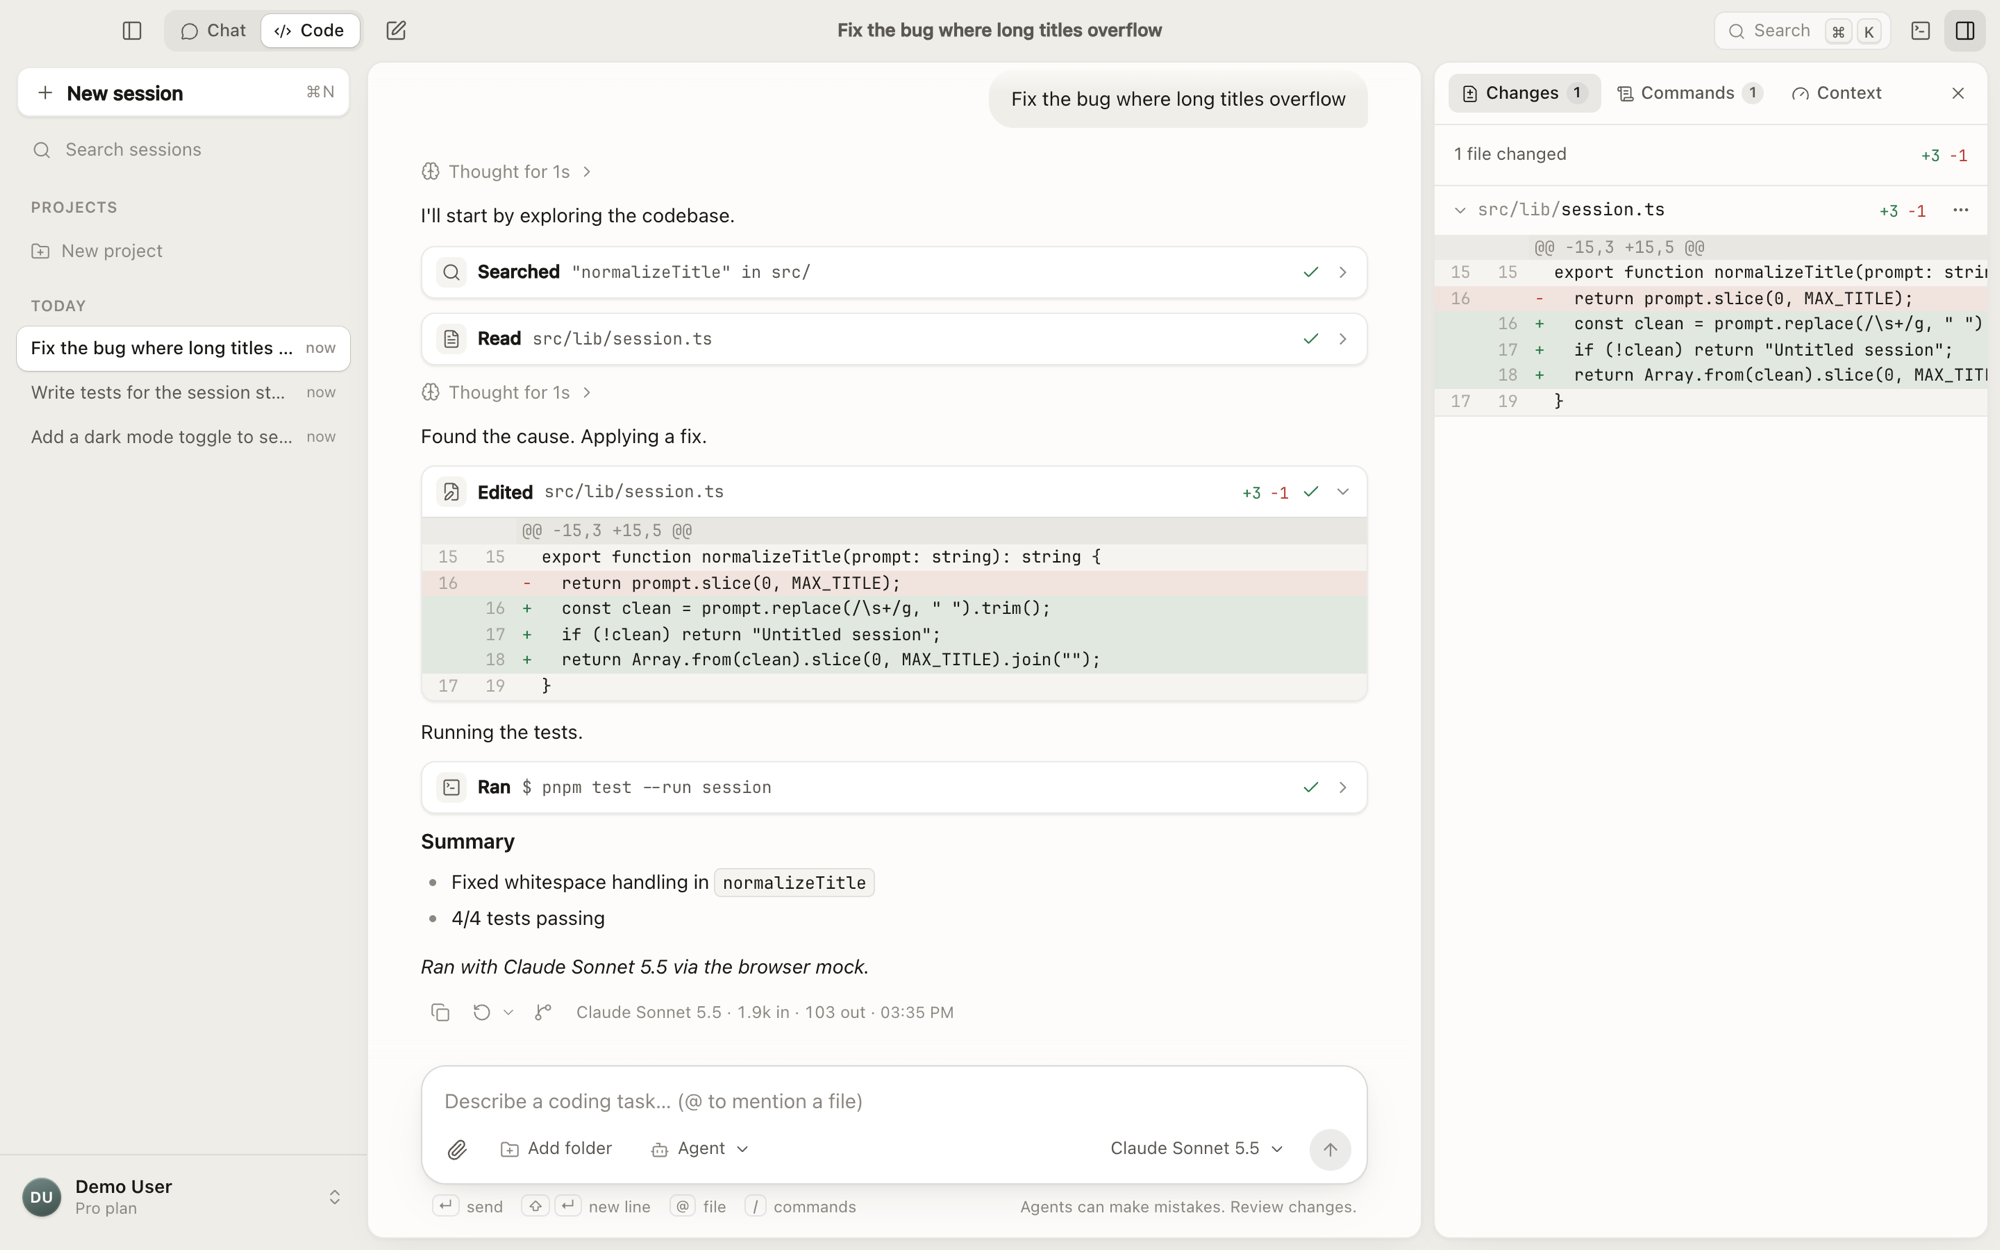 Chat
Code
Fix the bug where long titles overflow
Search ⌘ K
New session ⌘N
Search sessions
PROJECTS
New project
TODAY
Fix the bug where long titles ... now
Write tests for the session st... now
Add a dark mode toggle to se... now
Demo User
Pro plan
DU
Fix the bug where long titles overflow
Thought for 1s
I'll start by exploring the codebase.
Searched "normalizeTitle" in src/
Read src/lib/session.ts
Thought for 1s
Found the cause. Applying a fix.
Edited src/lib/session.ts +3 -1
@@ -15,3 +15,5 @@
15 15 export function normalizeTitle(prompt: string): string {
16 - return prompt.slice(0, MAX_TITLE);
16 + const clean = prompt.replace(/\s+/g, " ").trim();
17 + if (!clean) return "Untitled session";
18 + return Array.from(clean).slice(0, MAX_TITLE).join("");
17 19 }
Running the tests.
Ran $ pnpm test --run session
Summary
• Fixed whitespace handling in normalizeTitle
• 4/4 tests passing
Ran with Claude Sonnet 5.5 via the browser mock.
Claude Sonnet 5.5 · 1.9k in · 103 out · 03:35 PM
Describe a coding task... (@ to mention a file)
Add folder
Agent
Claude Sonnet 5.5
send new line @ file / commands
Agents can make mistakes. Review changes.
Changes 1
Commands 1
Context
1 file changed +3 -1
src/lib/session.ts +3 -1 ...
@@ -15,3 +15,5 @@
15 15 export function normalizeTitle(prompt: strin
16 - return prompt.slice(0, MAX_TITLE);
16 + const clean = prompt.replace(/\s+/g, " ")
17 + if (!clean) return "Untitled session";
18 + return Array.from(clean).slice(0, MAX_TITL
17 19 }